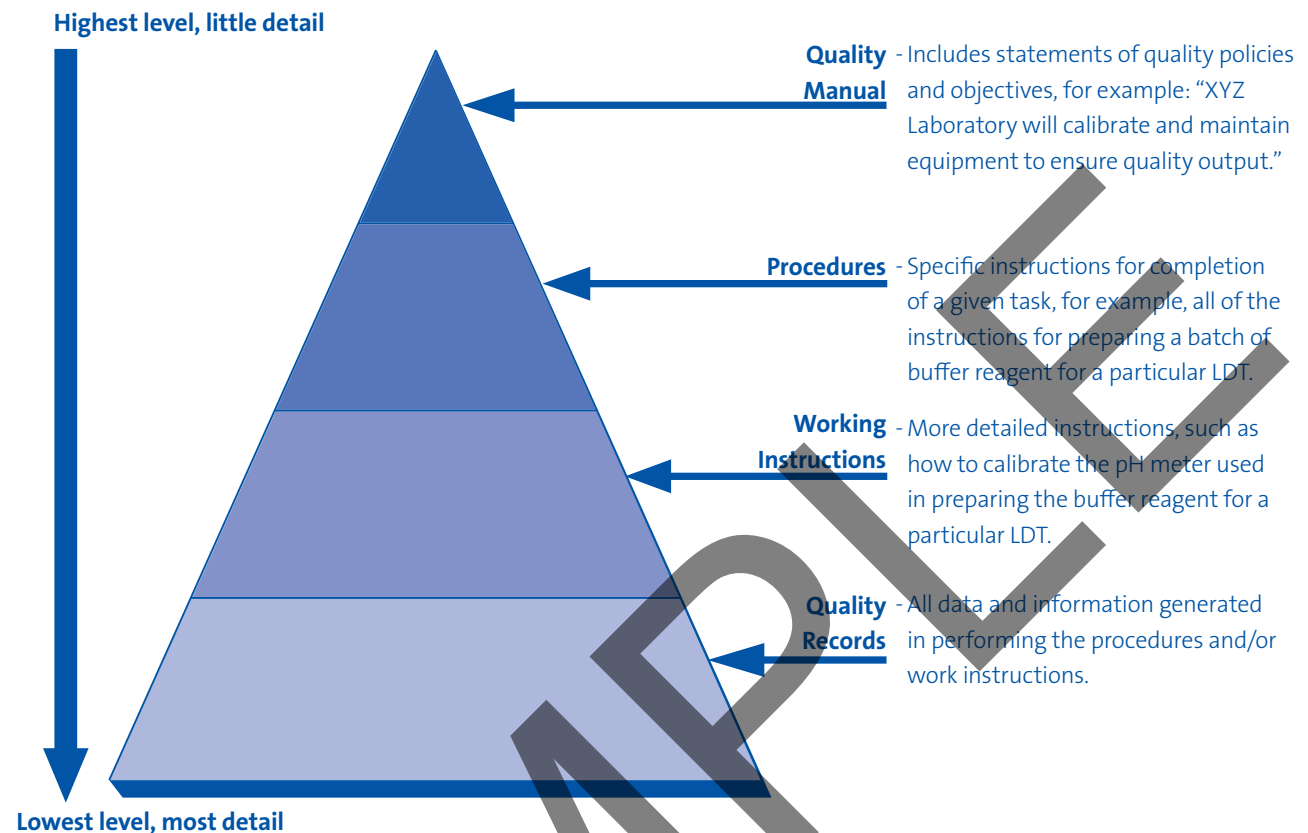 Highest level, little detail
Quality Manual
- Includes statements of quality policies
and objectives, for example: “XYZ
Laboratory will calibrate and maintain
equipment to ensure quality output.”
Procedures
- Specific instructions for completion
of a given task, for example, all of the
instructions for preparing a batch of
buffer reagent for a particular LDT.
Working
Instructions
- More detailed instructions, such as
how to calibrate the pH meter used
in preparing the buffer reagent for a
particular LDT.
Quality
Records
- All data and information generated
in performing the procedures and/or
work instructions.
Lowest level, most detail
MPLE